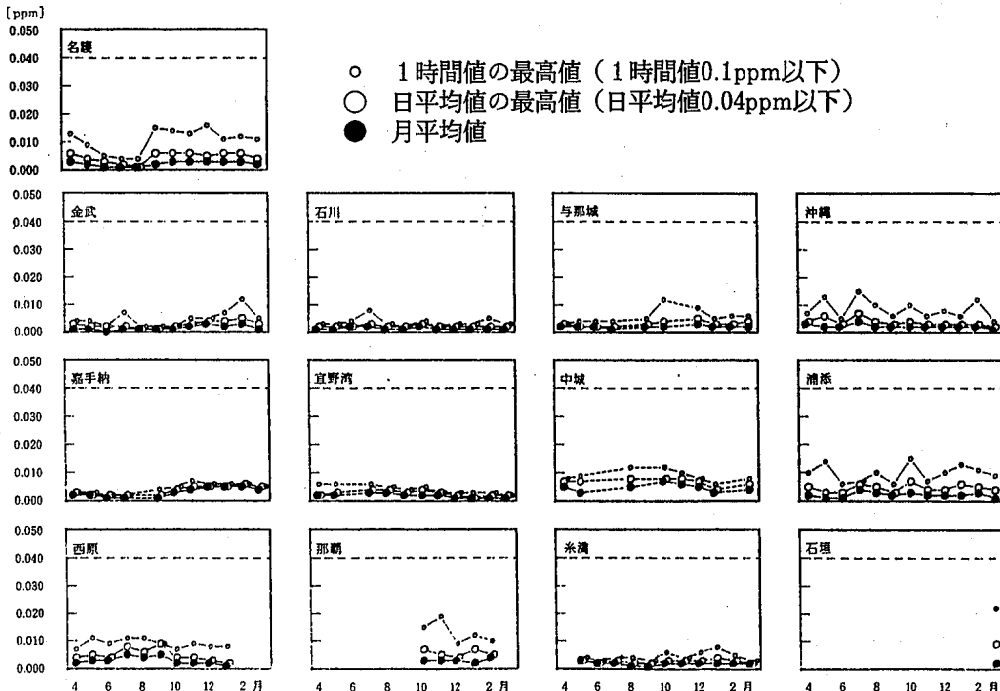 [ppm]
0.050
0.040
0.030
0.020
0.010
0.000
名護
○ 1時間値の最高値（1時間値0.1ppm以下）
○ 日平均値の最高値（日平均値0.04ppm以下）
● 月平均値
0.050
0.040
0.030
0.020
0.010
0.000
金武
石川
与那城
沖縄
0.050
0.040
0.030
0.020
0.010
0.000
嘉手納
宜野湾
中城
浦添
0.050
0.040
0.030
0.020
0.010
0.000
西原
那覇
糸満
石垣
4 6 8 10 12 2 月
4 6 8 10 12 2 月
4 6 8 10 12 2 月
4 6 8 10 12 2 月